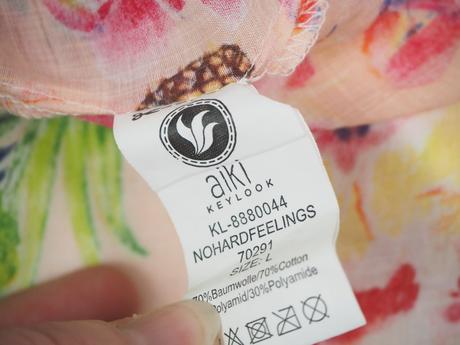 aiki
KEYLOOK
KL-8880044
NOHARDFEELINGS
70291
SIZE: L
70%Baumwolle/70%Cotton
Polyamid/30%Polyamide